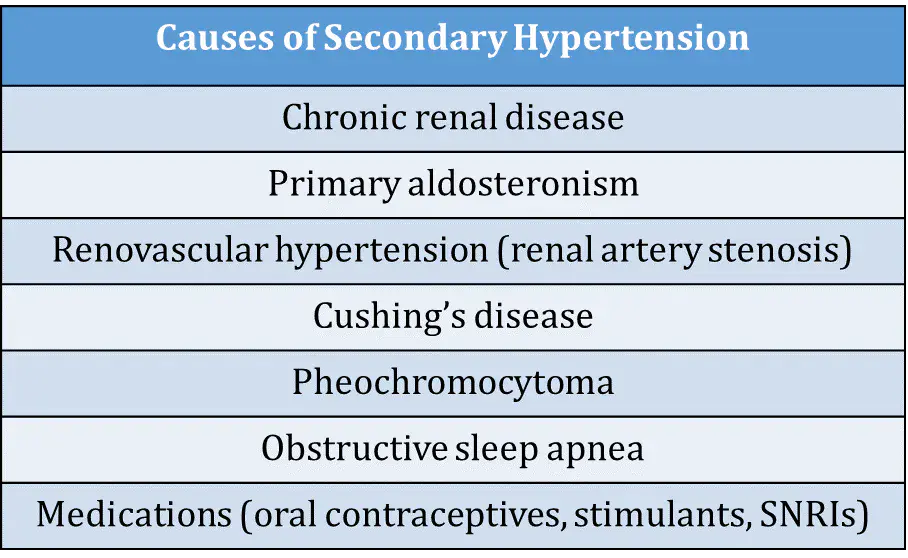 Causes of Secondary Hypertension
Chronic renal disease
Primary aldosteronism
Renovascular hypertension (renal artery stenosis)
Cushing’s disease
Pheochromocytoma
Obstructive sleep apnea
Medications (oral contraceptives, stimulants, SNRIs)